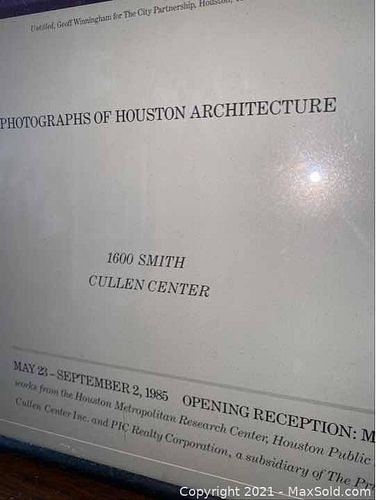 Untitled, Geoff Winningham for The City Partnership, Houston,
PHOTOGRAPHS OF HOUSTON ARCHITECTURE
1600 SMITH
CULLEN CENTER
MAY 23 – SEPTEMBER 2, 1985 OPENING RECEPTION: M
works from the Houston Metropolitan Research Center, Houston Public
Cullen Center Inc. and PIC Realty Corporation, a subsidiary of The Pr
Copyright 2021 - MaxSold.com